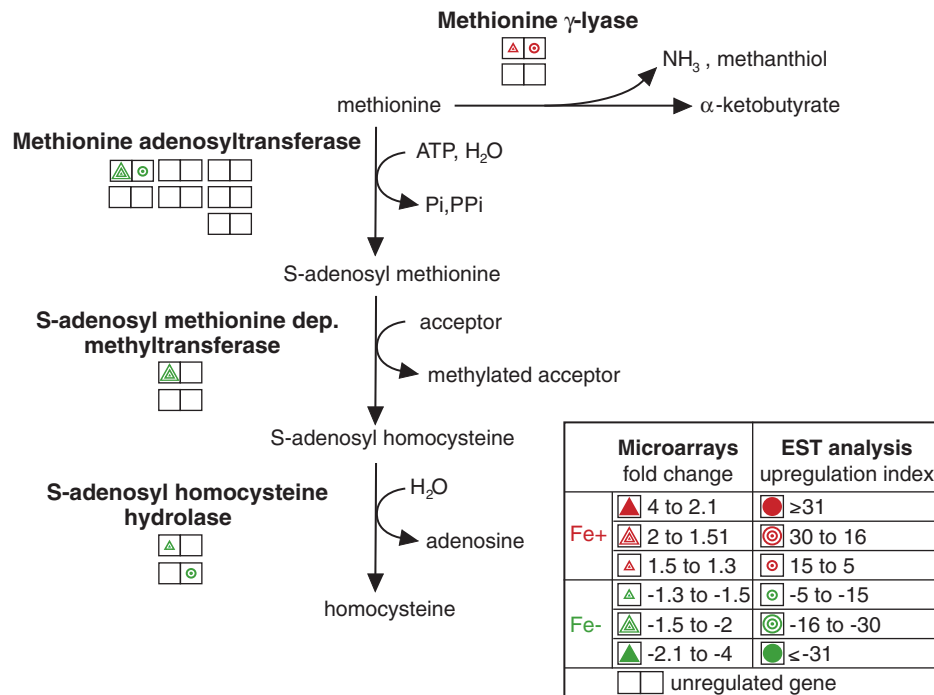 Methionine γ-lyase
NH3 , methanthiol
methionine
α-ketobutyrate
Methionine adenosyltransferase
ATP, H2O
Pi,PPi
S-adenosyl methionine
S-adenosyl methionine dep.
methyltransferase
acceptor
methylated acceptor
S-adenosyl homocysteine
S-adenosyl homocysteine
hydrolase
H2O
adenosine
homocysteine
Microarrays EST analysis
fold change upregulation index
Fe+
4 to 2.1 ≥31
2 to 1.51 30 to 16
1.5 to 1.3 15 to 5
Fe-
-1.3 to -1.5 -5 to -15
-1.5 to -2 -16 to -30
-2.1 to -4 ≤-31
unregulated gene